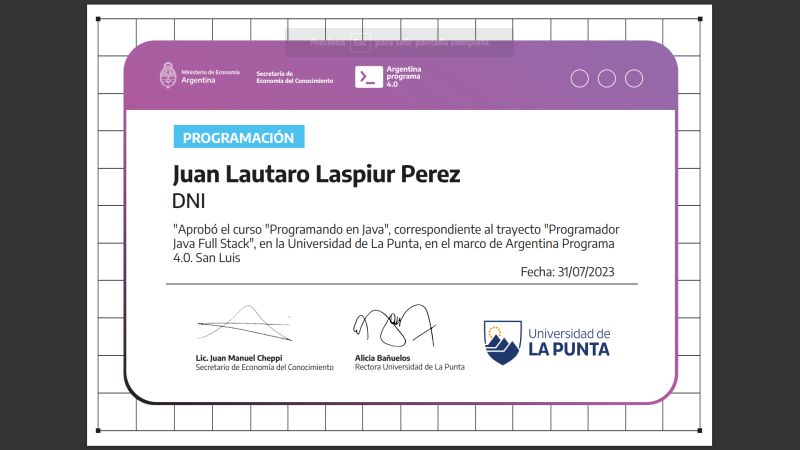 Presiona Esc para salir pantalla completa
Ministerio de Economía
Argentina
Secretaría de
Economía del Conocimiento
Argentina
programa
4.0
PROGRAMACIÓN
Juan Lautaro Laspiur Perez
DNI
"Aprobó el curso "Programando en Java", correspondiente al trayecto "Programador
Java Full Stack", en la Universidad de La Punta, en el marco de Argentina Programa
4.0. San Luis
Fecha: 31/07/2023
Lic. Juan Manuel Cheppi
Secretario de Economía del Conocimiento
Alicia Bañuelos
Rectora Universidad de La Punta
Universidad de
LA PUNTA